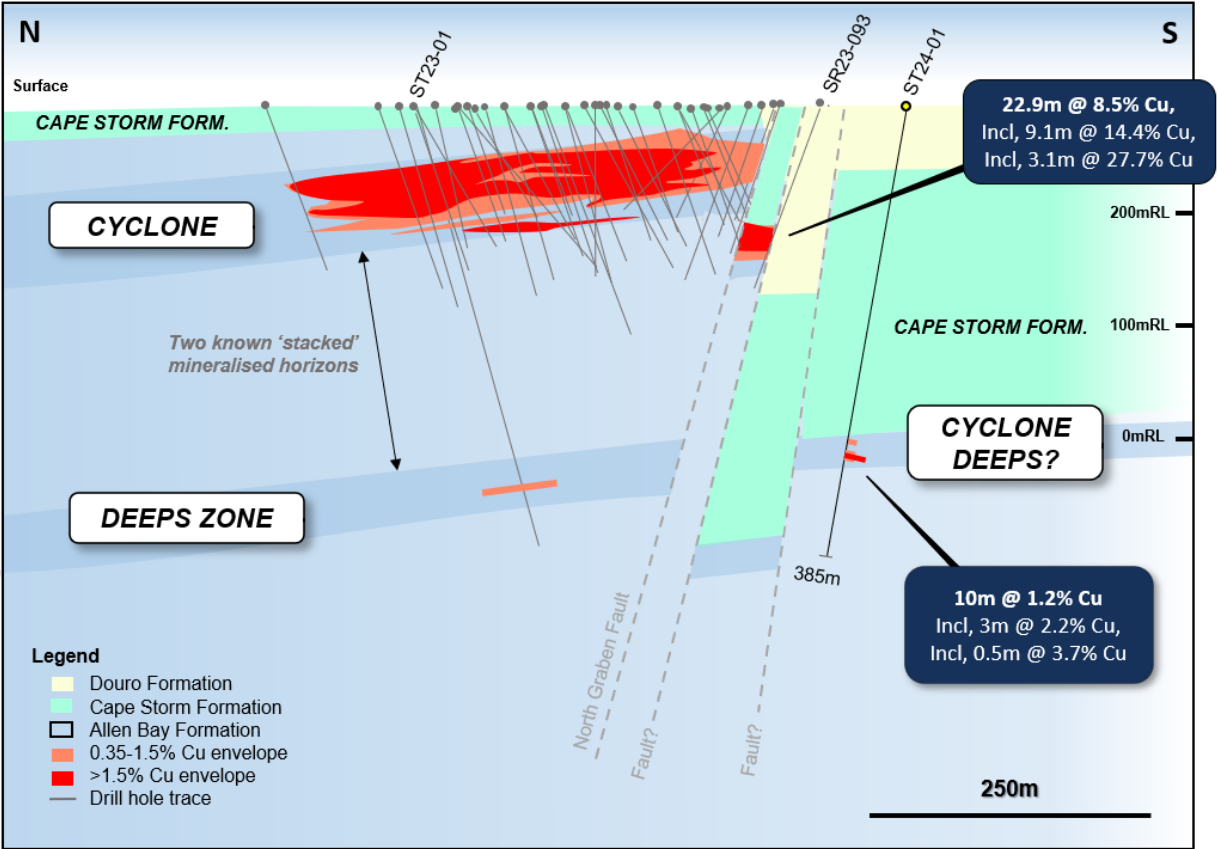 N
S
ST23-01
SR23-093
ST24-01
Surface
CAPE STORM FORM.
22.9m @ 8.5% Cu,
Incl, 9.1m @ 14.4% Cu,
Incl, 3.1m @ 27.7% Cu
CYCLONE
200mRL
Two known ‘stacked’
mineralised horizons
CAPE STORM FORM.
100mRL
CYCLONE
DEEPS?
0mRL
DEEPS ZONE
385m
10m @ 1.2% Cu
Incl, 3m @ 2.2% Cu,
Incl, 0.5m @ 3.7% Cu
North Graben Fault
Fault?
Fault?
Legend
Douro Formation
Cape Storm Formation
Allen Bay Formation
0.35-1.5% Cu envelope
>1.5% Cu envelope
Drill hole trace
250m